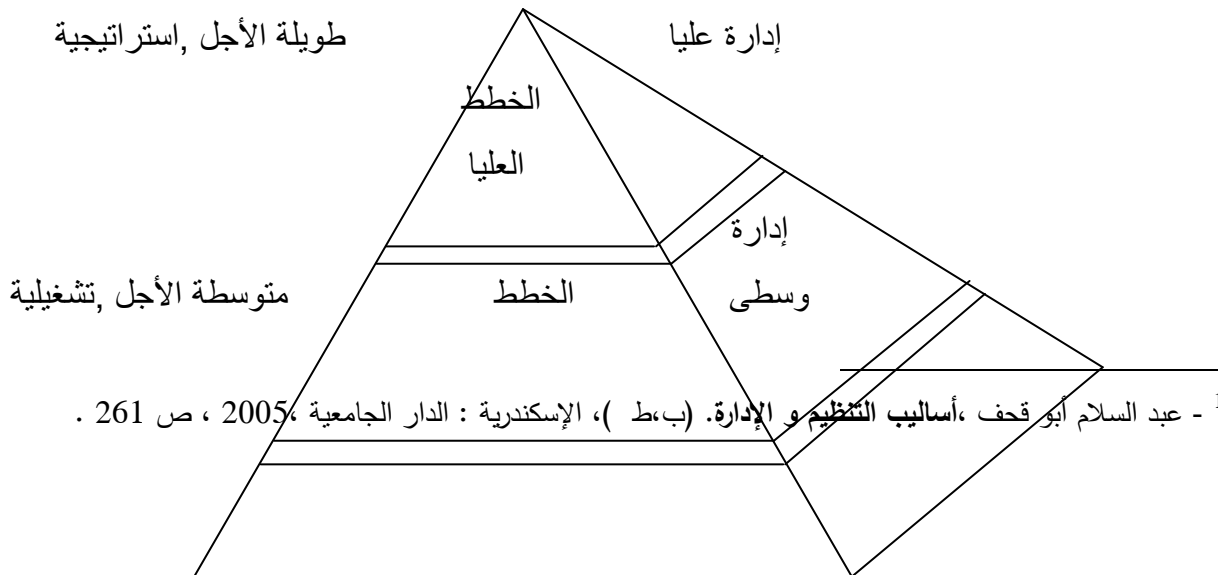 إدارة عليا طويلة الأجل ,استراتيجية
الخطط
العليا
إدارة
وسطى الخطط متوسطة الأجل ,تشغيلية
1 - عبد السلام أبو قحف ،أساليب التنظيم و الإدارة. (ب،ط )، الإسكندرية : الدار الجامعية ،2005 ، ص 261 .